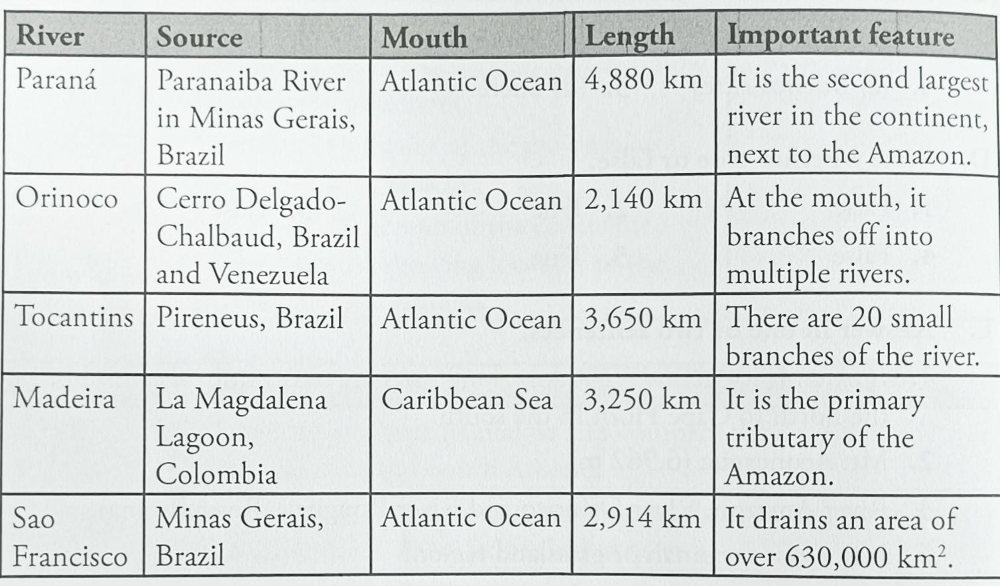 River Source Mouth Length Important feature
Paraná Paranaiba River Atlantic Ocean 4,880 km It is the second largest
in Minas Gerais, river in the continent,
Brazil next to the Amazon.
Orinoco Cerro Delgado- Atlantic Ocean 2,140 km At the mouth, it
Chalbaud, Brazil branches off into
and Venezuela multiple rivers.
Tocantins Pireneus, Brazil Atlantic Ocean 3,650 km There are 20 small
branches of the river.
Madeira La Magdalena Caribbean Sea 3,250 km It is the primary
Lagoon, tributary of the
Colombia Amazon.
Sao Minas Gerais, Atlantic Ocean 2,914 km It drains an area of
Francisco Brazil over 630,000 km².